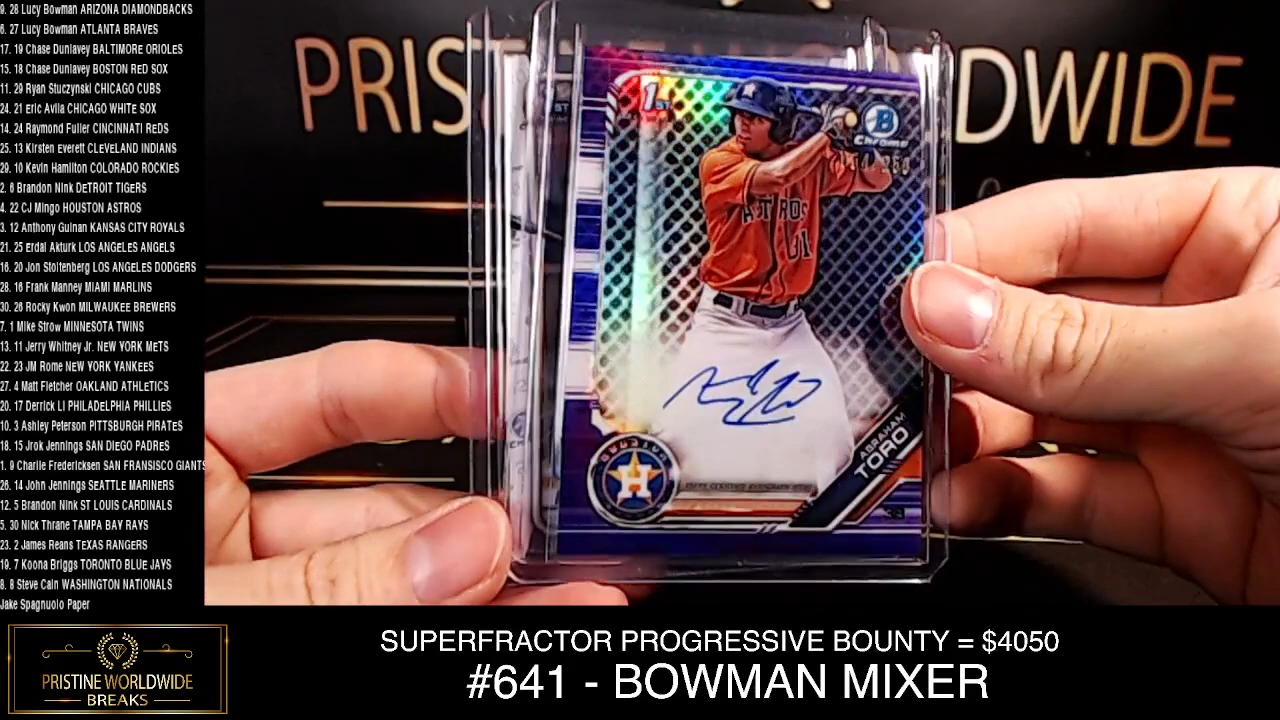 9. 28 Lucy Bowman ARIZONA DIAMONDBACKS
6. 27 Lucy Bowman ATLANTA BRAVES
17. 19 Chase Dunlavey BALTIMORE ORIOLES
15. 18 Chase Dunlavey BOSTON ReD SOX
11. 29 Ryan Stuczynski CHICAGO CUBS
24. 21 Eric Avila CHICAGO WHITE SOX
14. 24 Raymond Fuller CINCINNATI ReDS
25. 13 Kirsten Everett CLEVELAND INDIANS
29. 10 Kevin Hamilton COLORADO ROCKIeS
2. 6 Brandon Nink DeTROIT TIGERS
4. 22 CJ Mingo HOUSTON ASTROS
3. 12 Anthony Guinan KANSAS CITY ROYALS
21. 25 Erdal Akturk LOS ANGELES ANGELS
16. 20 Jon Stoltenberg LOS ANGELES DODGERS
28. 16 Frank Manney MIAMI MARLINS
30. 26 Rocky Kwon MILWAUKEe BREWERS
7. 1 Mike Strow MINNeSOTA TWINS
13. 11 Jerry Whitney Jr. NEW YORK METS
22. 23 JM Rome NeW YORK YANKEeS
27. 4 Matt Fletcher OAKLAND ATHLETICS
20. 17 Derrick LI PHILADeLPHIA PHILLIeS
10. 3 Ashley Peterson PITTSBURGH PIRATeS
18. 15 Jrok Jennings SAN DIeGO PADReS
1. 9 Charlie Fredericksen SAN FRANSISCO GIANTS
26. 14 John Jennings SEATTLE MARINERS
12. 5 Brandon Nink ST LOUIS CARDINALS
5. 30 Nick Thrane TAMPA BAY RAYS
23. 2 James Reans TeXAS RANGERS
19. 7 Koona Briggs TORONTO BLUe JAYS
8. 8 Steve Cain WASHINGTON NATIONALS
Jake Spagnuolo Paper
DWIDE
1ST
B
Chrome
ASTROS
31
ABRAHAM
TORO
3B
HOUSTON
H
PRISTINE WORLDWIDE
BREAKS
SUPERFRACTOR PROGRESSIVE BOUNTY = $4050
#641 - BOWMAN MIXER